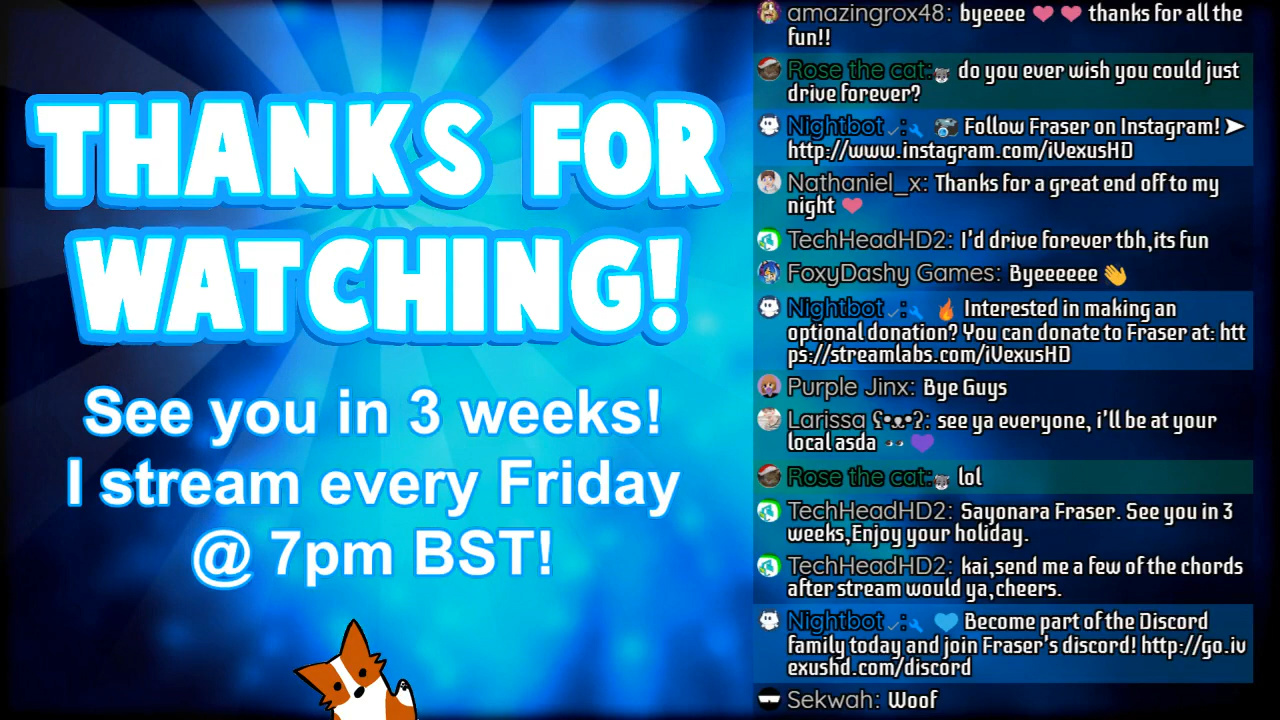 THANKS FOR
WATCHING!
See you in 3 weeks!
I stream every Friday
@ 7pm BST!
amazingrox48: byeeee ❤ ❤ thanks for all the
fun!!
Rose the cat: do you ever wish you could just
drive forever?
Nightbot: 📷 Follow Fraser on Instagram! ➤
http://www.instagram.com/iVexusHD
Nathaniel_x: Thanks for a great end off to my
night ❤
TechHeadHD2: I'd drive forever tbh,its fun
FoxyDashy Games: Byeeeeee 👋
Nightbot: 🔥 Interested in making an
optional donation? You can donate to Fraser at: htt
ps://streamlabs.com/iVexusHD
Purple Jinx: Bye Guys
Larissa ʕ•ᴥ•ʔ: see ya everyone, i'll be at your
local asda 👀 💜
Rose the cat: lol
TechHeadHD2: Sayonara Fraser. See you in 3
weeks,Enjoy your holiday.
TechHeadHD2: kai,send me a few of the chords
after stream would ya,cheers.
Nightbot: 💙 Become part of the Discord
family today and join Fraser's discord! http://go.iv
exushd.com/discord
Sekwah: Woof